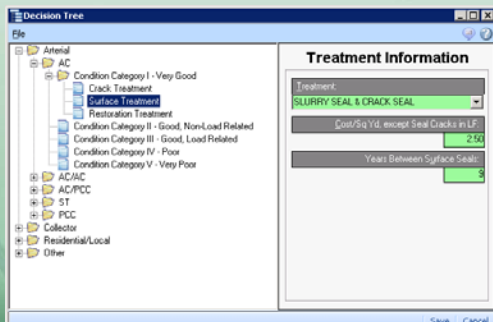 Decision Tree
File
Arterial
AC
Condition Category I - Very Good
Crack Treatment
Surface Treatment
Restoration Treatment
Condition Category II - Good, Non-Load Related
Condition Category III - Good, Load Related
Condition Category IV - Poor
Condition Category V - Very Poor
AC/AC
AC/PCC
ST
PCC
Collector
Residential/Local
Other
Treatment Information
Treatment:
SLURRY SEAL & CRACK SEAL
Cost/Sq Yd, except Seal Cracks in LF:
2.50
Years Between Surface Seals:
9
Save Cancel